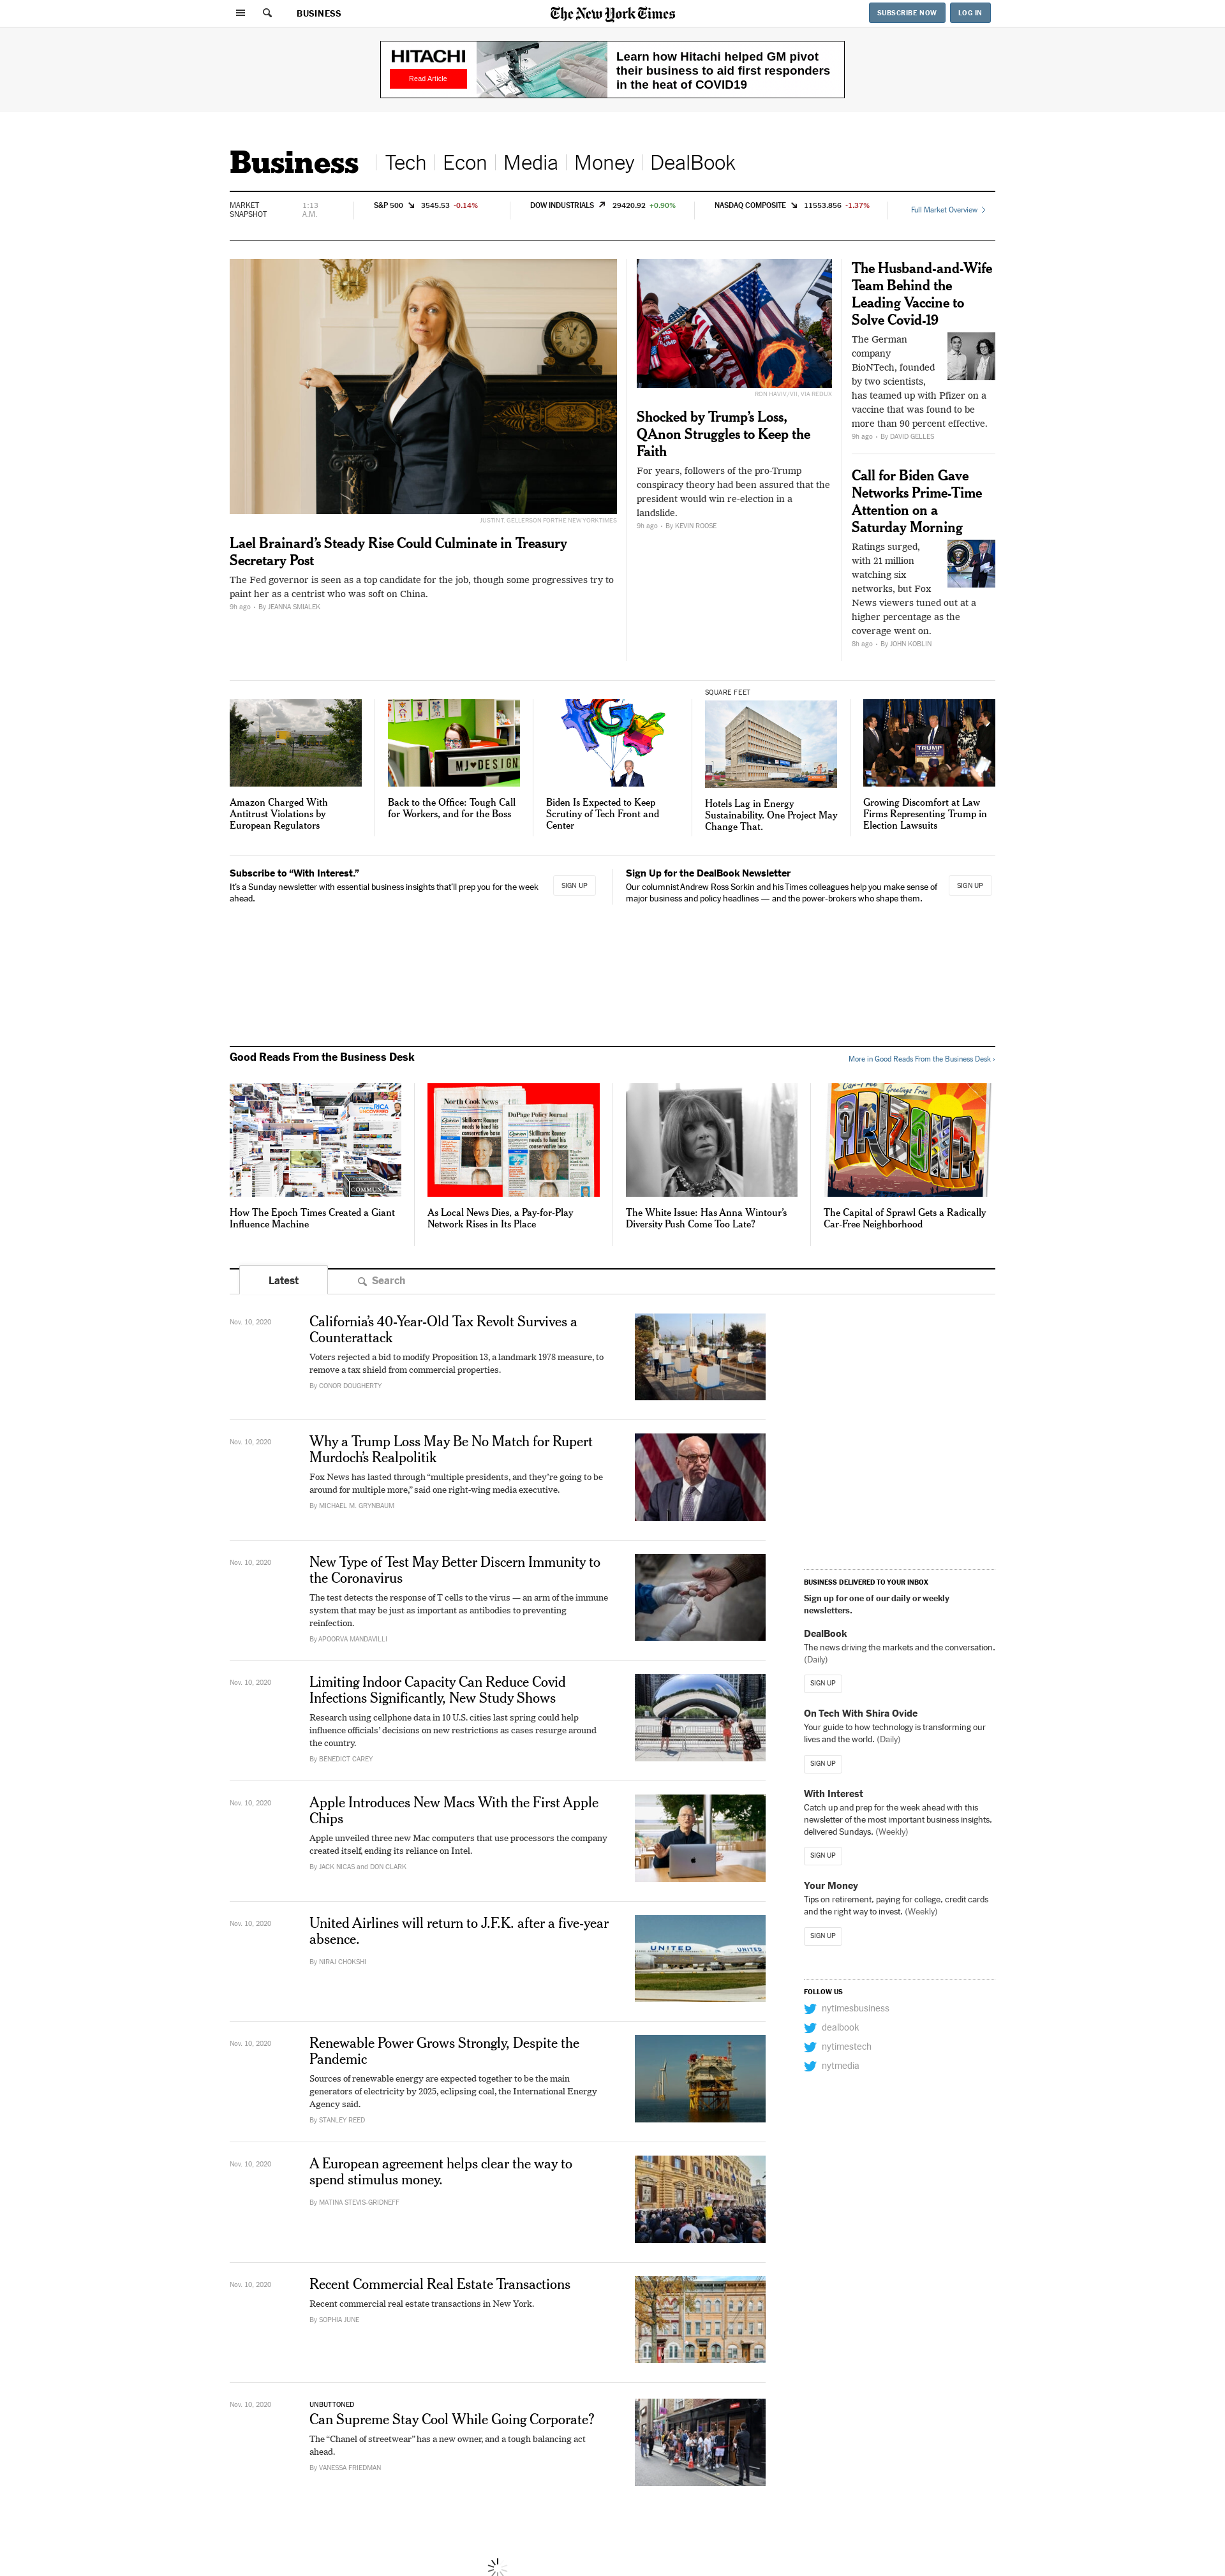 BUSINESS
The New York Times
SUBSCRIBE NOW
LOG IN
HITACHI
Read Article
Learn how Hitachi helped GM pivot
their business to aid first responders
in the heat of COVID19
Business
Tech
Econ
Media
Money
DealBook
MARKET
SNAPSHOT
1:13
A.M.
S&P 500 3545.53 -0.14%
DOW INDUSTRIALS 29420.92 +0.90%
NASDAQ COMPOSITE 11553.856 -1.37%
Full Market Overview
JUSTIN T. GELLERSON FOR THE NEW YORK TIMES
Lael Brainard’s Steady Rise Could Culminate in Treasury
Secretary Post
The Fed governor is seen as a top candidate for the job, though some progressives try to
paint her as a centrist who was soft on China.
9h ago • By JEANNA SMIALEK
RON HAVIV/VII, VIA REDUX
Shocked by Trump’s Loss,
QAnon Struggles to Keep the
Faith
For years, followers of the pro-Trump
conspiracy theory had been assured that the
president would win re-election in a
landslide.
9h ago • By KEVIN ROOSE
The Husband-and-Wife
Team Behind the
Leading Vaccine to
Solve Covid-19
The German
company
BioNTech, founded
by two scientists,
has teamed up with Pfizer on a
vaccine that was found to be
more than 90 percent effective.
9h ago • By DAVID GELLES
Call for Biden Gave
Networks Prime-Time
Attention on a
Saturday Morning
Ratings surged,
with 21 million
watching six
networks, but Fox
News viewers tuned out at a
higher percentage as the
coverage went on.
8h ago • By JOHN KOBLIN
Amazon Charged With
Antitrust Violations by
European Regulators
MJ♥DESIGN
Back to the Office: Tough Call
for Workers, and for the Boss
Biden Is Expected to Keep
Scrutiny of Tech Front and
Center
SQUARE FEET
Hotels Lag in Energy
Sustainability. One Project May
Change That.
TRUMP
Growing Discomfort at Law
Firms Representing Trump in
Election Lawsuits
Subscribe to “With Interest.”
It’s a Sunday newsletter with essential business insights that’ll prep you for the week
ahead.
SIGN UP
Sign Up for the DealBook Newsletter
Our columnist Andrew Ross Sorkin and his Times colleagues help you make sense of
major business and policy headlines — and the power-brokers who shape them.
SIGN UP
Good Reads From the Business Desk
More in Good Reads From the Business Desk ›
How The Epoch Times Created a Giant
Influence Machine
North Cook News
DuPage Policy Journal
As Local News Dies, a Pay-for-Play
Network Rises in Its Place
The White Issue: Has Anna Wintour’s
Diversity Push Come Too Late?
Greetings From
ARIZONA
The Capital of Sprawl Gets a Radically
Car-Free Neighborhood
Latest
Search
Nov. 10, 2020
California’s 40-Year-Old Tax Revolt Survives a
Counterattack
Voters rejected a bid to modify Proposition 13, a landmark 1978 measure, to
remove a tax shield from commercial properties.
By CONOR DOUGHERTY
Nov. 10, 2020
Why a Trump Loss May Be No Match for Rupert
Murdoch’s Realpolitik
Fox News has lasted through “multiple presidents, and they’re going to be
around for multiple more,” said one right-wing media executive.
By MICHAEL M. GRYNBAUM
Nov. 10, 2020
New Type of Test May Better Discern Immunity to
the Coronavirus
The test detects the response of T cells to the virus — an arm of the immune
system that may be just as important as antibodies to preventing
reinfection.
By APOORVA MANDAVILLI
Nov. 10, 2020
Limiting Indoor Capacity Can Reduce Covid
Infections Significantly, New Study Shows
Research using cellphone data in 10 U.S. cities last spring could help
influence officials’ decisions on new restrictions as cases resurge around
the country.
By BENEDICT CAREY
Nov. 10, 2020
Apple Introduces New Macs With the First Apple
Chips
Apple unveiled three new Mac computers that use processors the company
created itself, ending its reliance on Intel.
By JACK NICAS and DON CLARK
Nov. 10, 2020
United Airlines will return to J.F.K. after a five-year
absence.
By NIRAJ CHOKSHI
UNITED
UNITED
Nov. 10, 2020
Renewable Power Grows Strongly, Despite the
Pandemic
Sources of renewable energy are expected together to be the main
generators of electricity by 2025, eclipsing coal, the International Energy
Agency said.
By STANLEY REED
Nov. 10, 2020
A European agreement helps clear the way to
spend stimulus money.
By MATINA STEVIS-GRIDNEFF
Nov. 10, 2020
Recent Commercial Real Estate Transactions
Recent commercial real estate transactions in New York.
By SOPHIA JUNE
Nov. 10, 2020
UNBUTTONED
Can Supreme Stay Cool While Going Corporate?
The “Chanel of streetwear” has a new owner, and a tough balancing act
ahead.
By VANESSA FRIEDMAN
BUSINESS DELIVERED TO YOUR INBOX
Sign up for one of our daily or weekly
newsletters.
DealBook
The news driving the markets and the conversation.
(Daily)
SIGN UP
On Tech With Shira Ovide
Your guide to how technology is transforming our
lives and the world. (Daily)
SIGN UP
With Interest
Catch up and prep for the week ahead with this
newsletter of the most important business insights,
delivered Sundays. (Weekly)
SIGN UP
Your Money
Tips on retirement, paying for college, credit cards
and the right way to invest. (Weekly)
SIGN UP
FOLLOW US
nytimesbusiness
dealbook
nytimestech
nytmedia